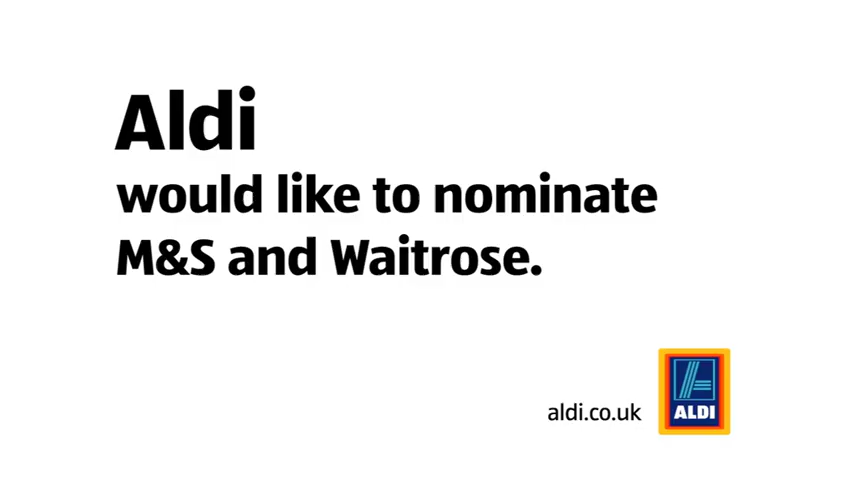 Aldi
would like to nominate
M&S and Waitrose.
aldi.co.uk
ALDI